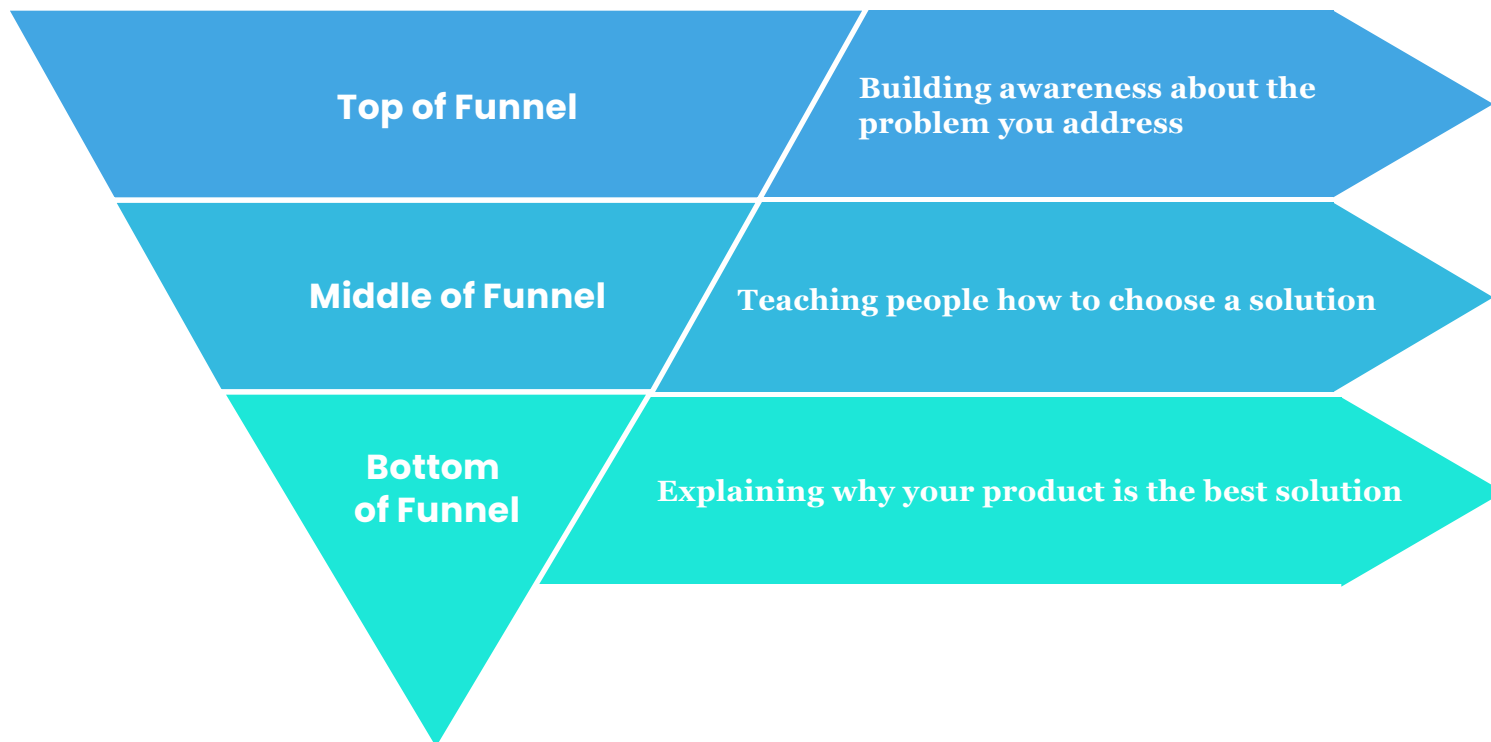 Top of Funnel
Building awareness about the
problem you address
Middle of Funnel
Teaching people how to choose a solution
Bottom
of Funnel
Explaining why your product is the best solution